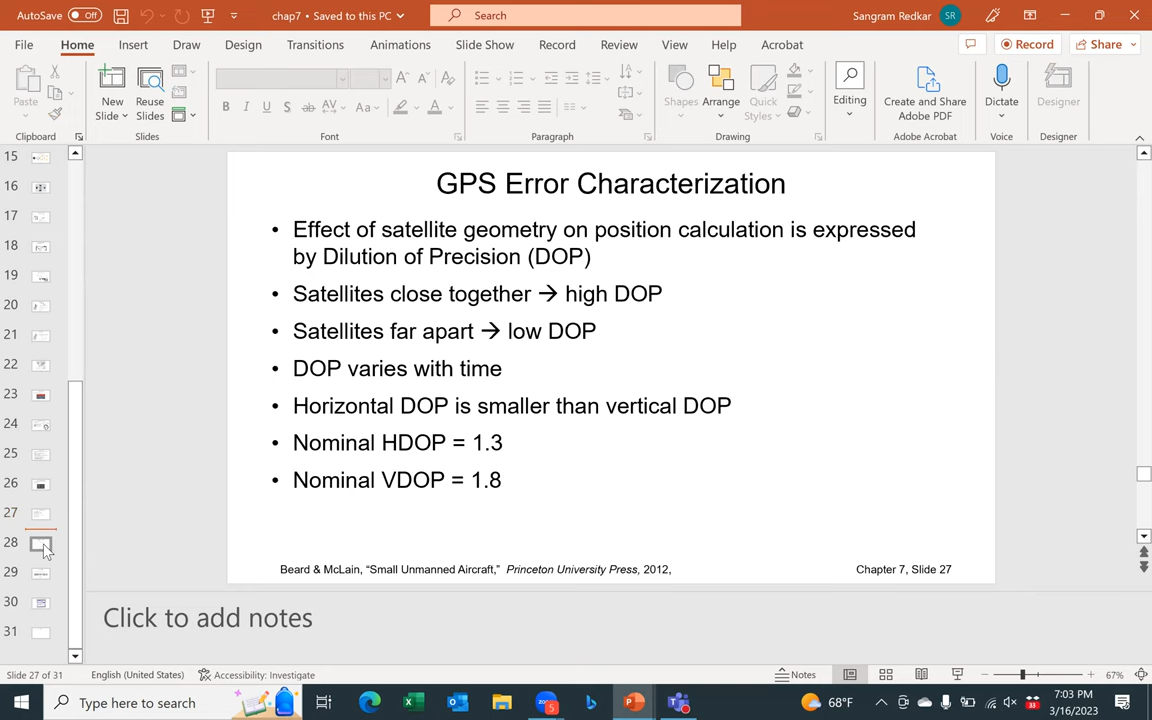 AutoSave Off chap7 • Saved to this PC Search Sangram Redkar SR
File Home Insert Draw Design Transitions Animations Slide Show Record Review View Help Acrobat Record Share
Paste New Slide Reuse Slides B I U S ab AV Aa A A A Shapes Arrange Quick Styles Editing Create and Share Adobe PDF Dictate Designer
Clipboard Slides Font Paragraph Drawing Adobe Acrobat Voice Designer
15
16
17
18
19
20
21
22
23
24
25
26
27
28
29
30
31
GPS Error Characterization
• Effect of satellite geometry on position calculation is expressed
by Dilution of Precision (DOP)
• Satellites close together → high DOP
• Satellites far apart → low DOP
• DOP varies with time
• Horizontal DOP is smaller than vertical DOP
• Nominal HDOP = 1.3
• Nominal VDOP = 1.8
Beard & McLain, “Small Unmanned Aircraft,” Princeton University Press, 2012, Chapter 7, Slide 27
Click to add notes
Slide 27 of 31 English (United States) Accessibility: Investigate Notes 67%
Type here to search 5 68°F 33 7:03 PM
3/16/2023